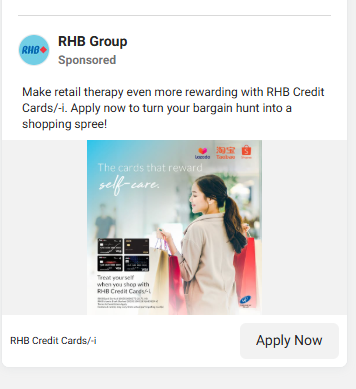 RHB
RHB Group
Sponsored
Make retail therapy even more rewarding with RHB Credit
Cards/-i. Apply now to turn your bargain hunt into a
shopping spree!
Lazada
淘宝
Taobao
Shopee
The cards that reward
self-care.
Treat yourself
when you shop with
RHB Credit Cards/-i.
RHB Credit Cards/-i
Apply Now